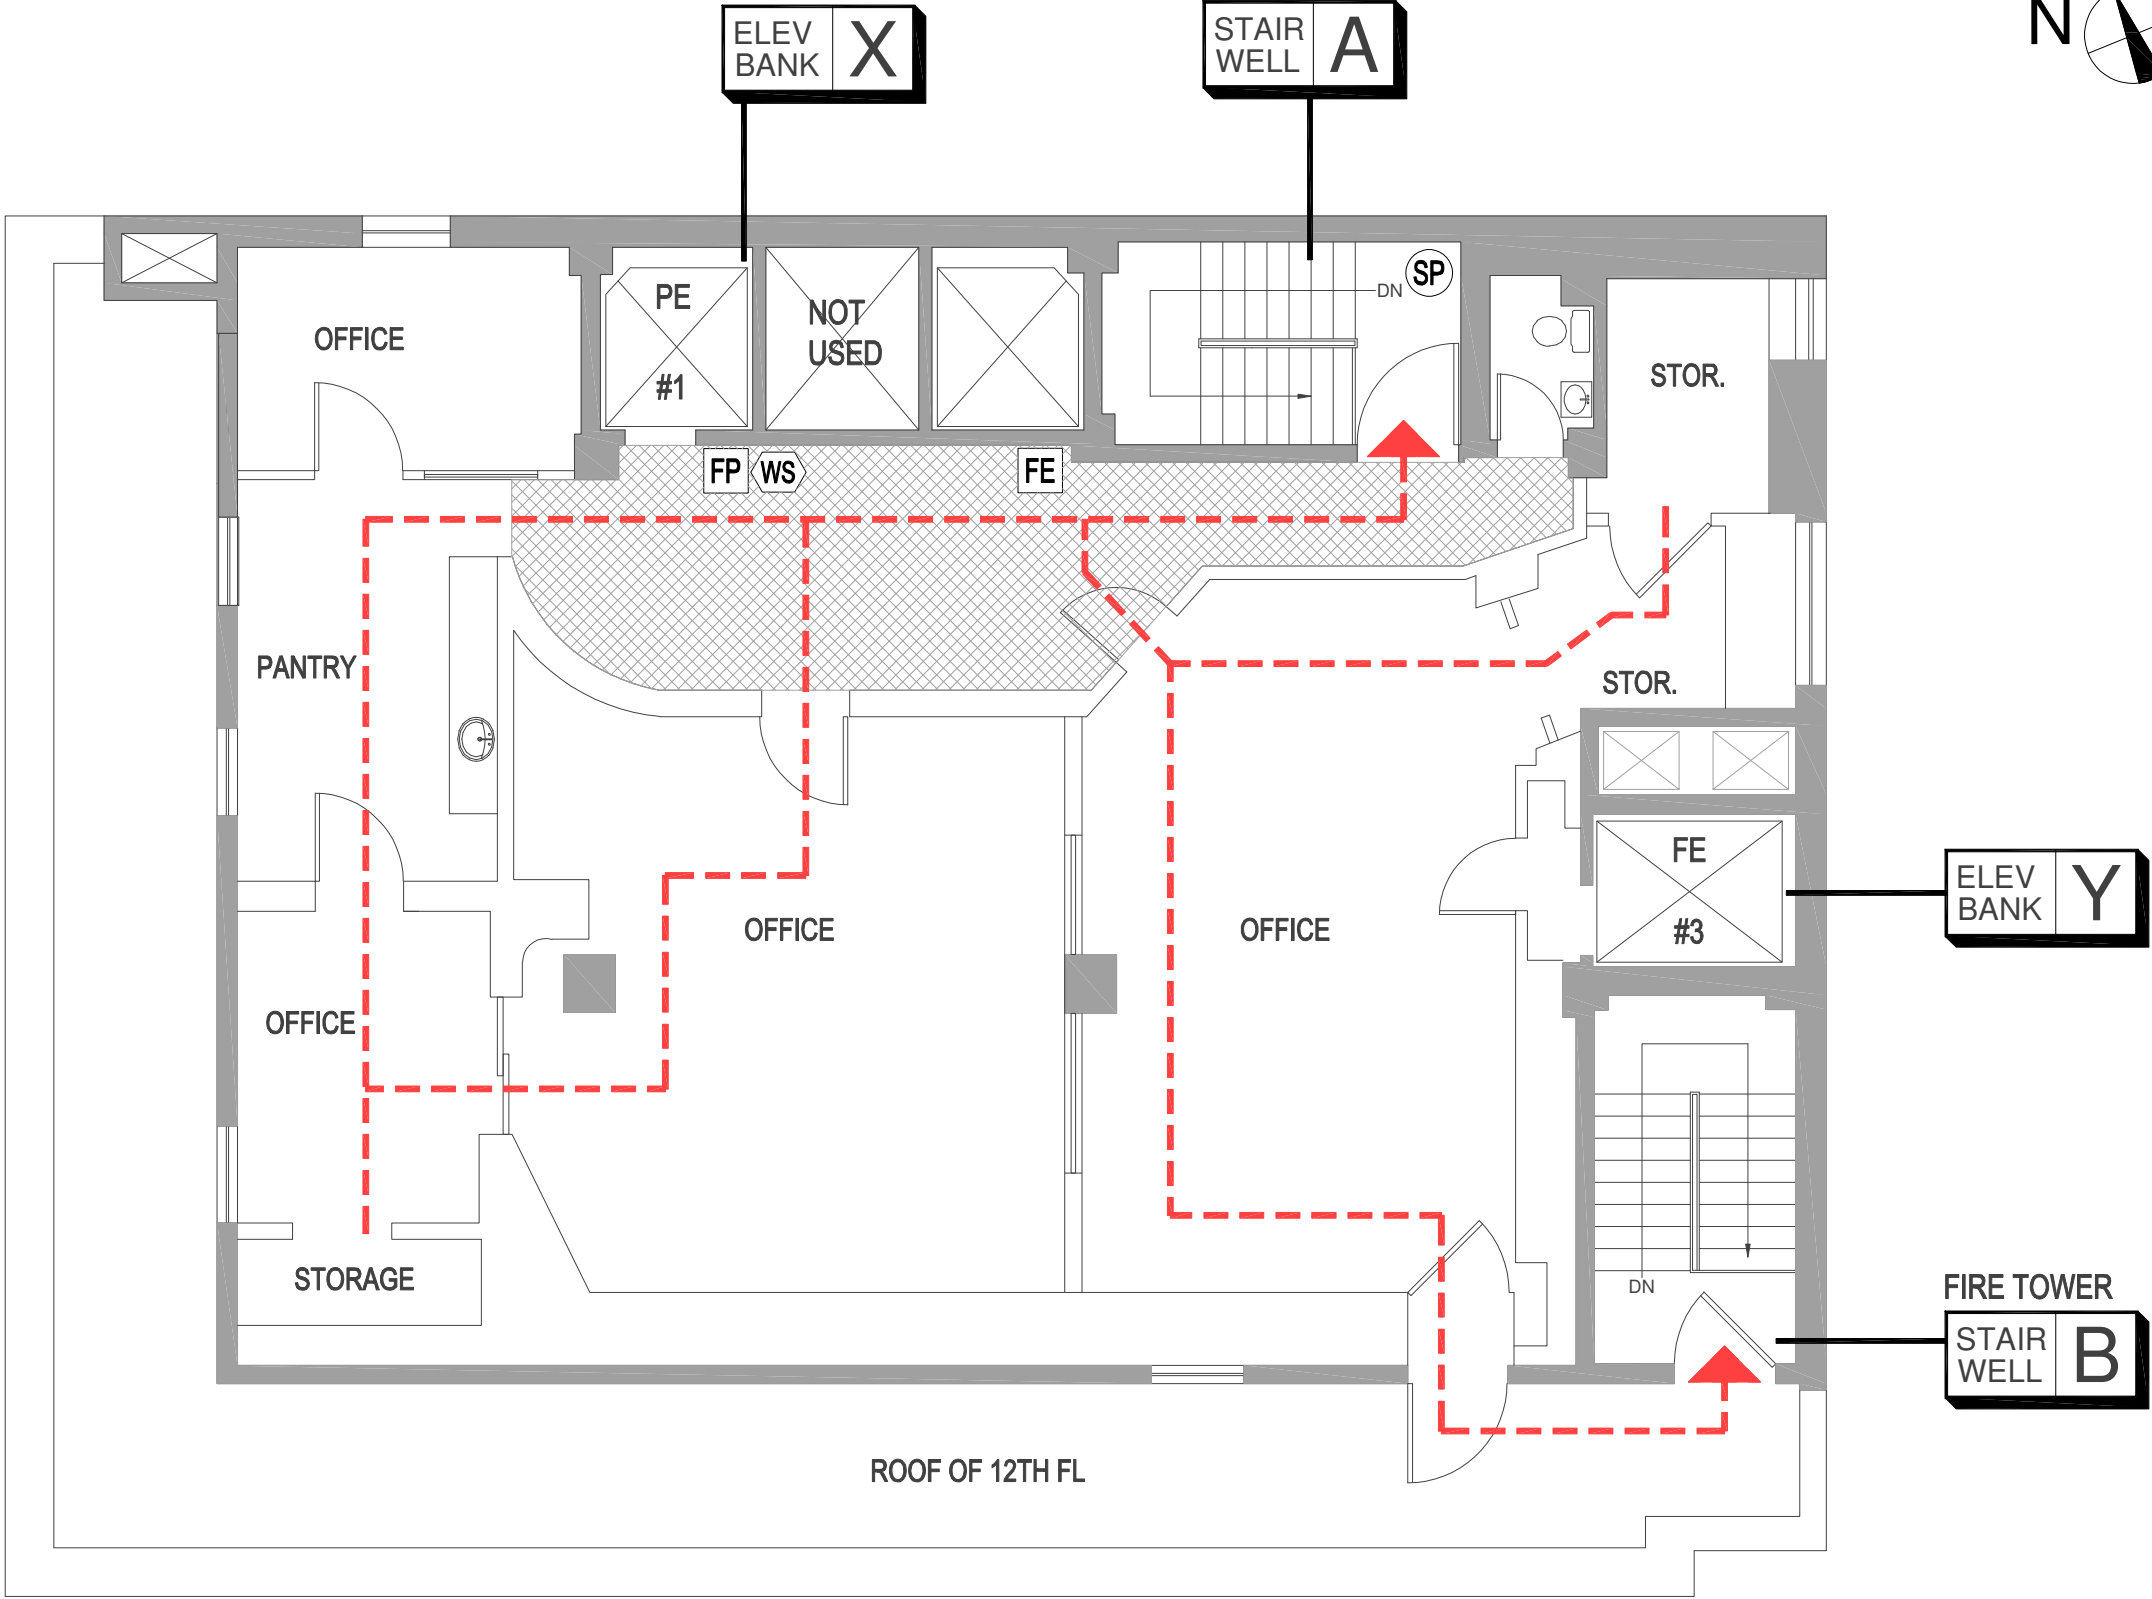 N
ELEV
BANK
X
STAIR
WELL
A
PE
#1
NOT
USED
DN
SP
OFFICE
STOR.
FP
WS
FE
PANTRY
STOR.
FE
#3
ELEV
BANK
Y
OFFICE
OFFICE
OFFICE
STORAGE
DN
FIRE TOWER
STAIR
WELL
B
ROOF OF 12TH FL